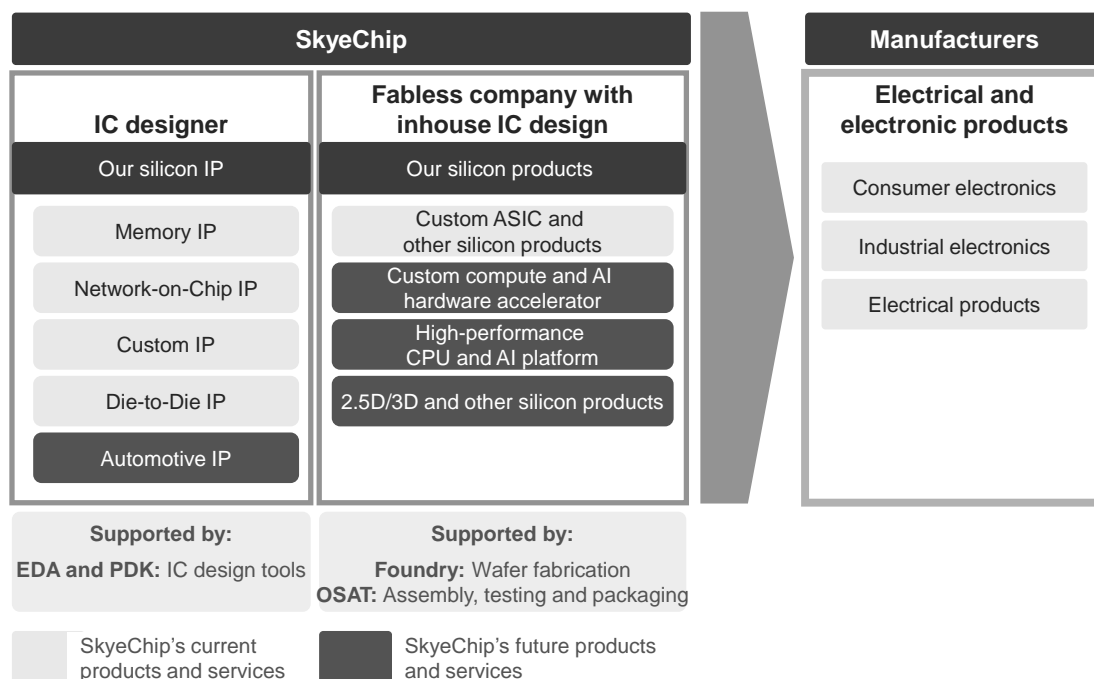 SkyeChip
Manufacturers
IC designer
Fabless company with
inhouse IC design
Electrical and
electronic products
Our silicon IP
Our silicon products
Memory IP
Network-on-Chip IP
Custom IP
Die-to-Die IP
Automotive IP
Custom ASIC and
other silicon products
Custom compute and AI
hardware accelerator
High-performance
CPU and AI platform
2.5D/3D and other silicon products
Consumer electronics
Industrial electronics
Electrical products
Supported by:
EDA and PDK: IC design tools
Supported by:
Foundry: Wafer fabrication
OSAT: Assembly, testing and packaging
SkyeChip's current
products and services
SkyeChip's future products
and services